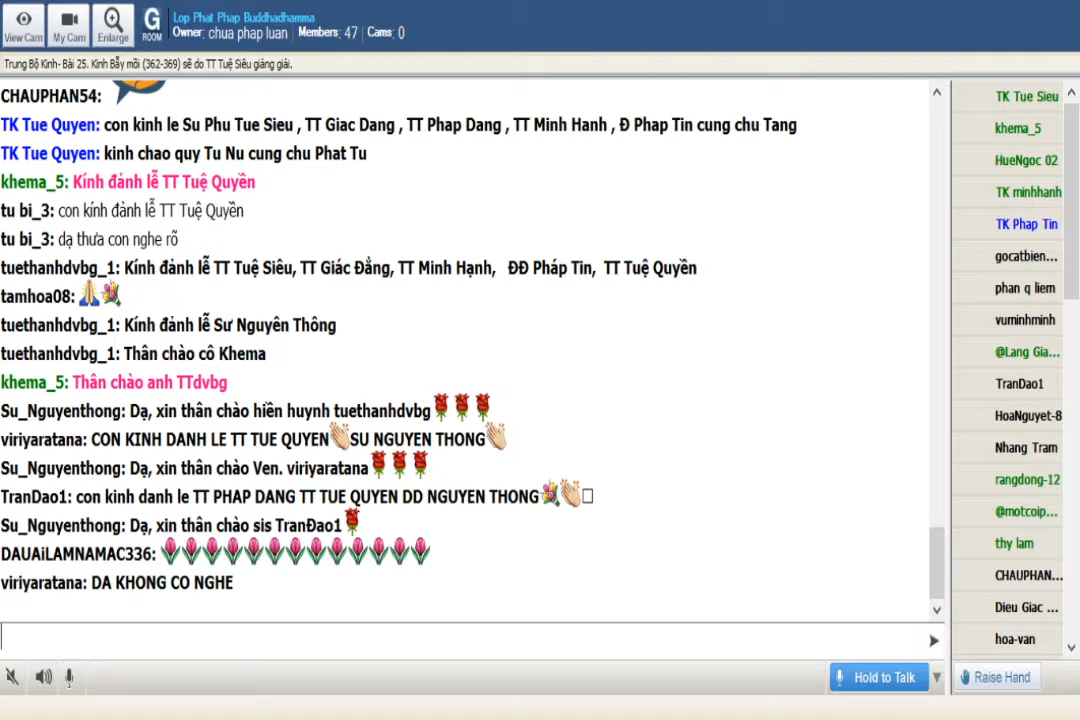 View Cam
My Cam
Enlarge
G
ROOM
Lop Phat Phap Buddhadhamma
Owner: chua phap luan
Members: 47
Cams: 0
Trung Bộ Kinh- Bài 25. Kinh Bẫy mồi (362-369) sẽ do TT Tuệ Siêu giảng giải.
CHAUPHAN54:
TK Tue Quyen: con kinh le Su Phu Tue Sieu , TT Giac Dang , TT Phap Dang , TT Minh Hanh , Đ Phap Tin cung chu Tang
TK Tue Quyen: kinh chao quy Tu Nu cung chu Phat Tu
khema_5: Kính đảnh lễ TT Tuệ Quyền
tu bi_3: con kính đảnh lễ TT Tuệ Quyền
tu bi_3: dạ thưa con nghe rõ
tuethanhdvbg_1: Kính đảnh lễ TT Tuệ Siêu, TT Giác Đẳng, TT Minh Hạnh, ĐĐ Pháp Tin, TT Tuệ Quyền
tamhoa08:
tuethanhdvbg_1: Kính đảnh lễ Sư Nguyên Thông
tuethanhdvbg_1: Thân chào cô Khema
khema_5: Thân chào anh TTdvbg
Su_Nguyenthong: Dạ, xin thân chào hiền huynh tuethanhdvbg
viriyaratana: CON KINH DANH LE TT TUE QUYEN SU NGUYEN THONG
Su_Nguyenthong: Dạ, xin thân chào Ven. viriyaratana
TranDao1: con kinh danh le TT PHAP DANG TT TUE QUYEN DD NGUYEN THONG
Su_Nguyenthong: Dạ, xin thân chào sis TranĐao1
DAUAiLAMNAMAC336:
viriyaratana: DA KHONG CO NGHE
TK Tue Sieu
khema_5
HueNgoc 02
TK minhhanh
TK Phap Tin
gocatbien...
phan q liem
vuminhminh
@Lang Gia...
TranDao1
HoaNguyet-8
Nhang Tram
rangdong-12
@motcoip...
thy lam
CHAUPHAN...
Dieu Giac ...
hoa-van
Hold to Talk
Raise Hand